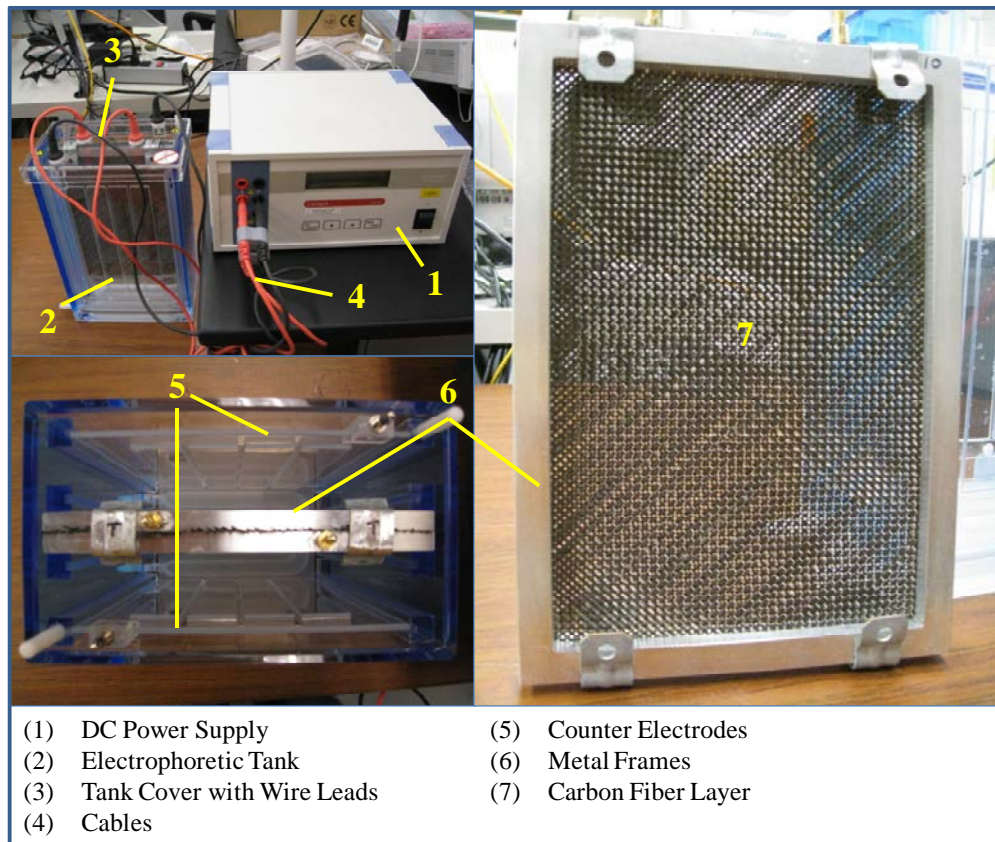 3
1
2
4
5
6
7
T
T
(1) DC Power Supply
(2) Electrophoretic Tank
(3) Tank Cover with Wire Leads
(4) Cables
(5) Counter Electrodes
(6) Metal Frames
(7) Carbon Fiber Layer